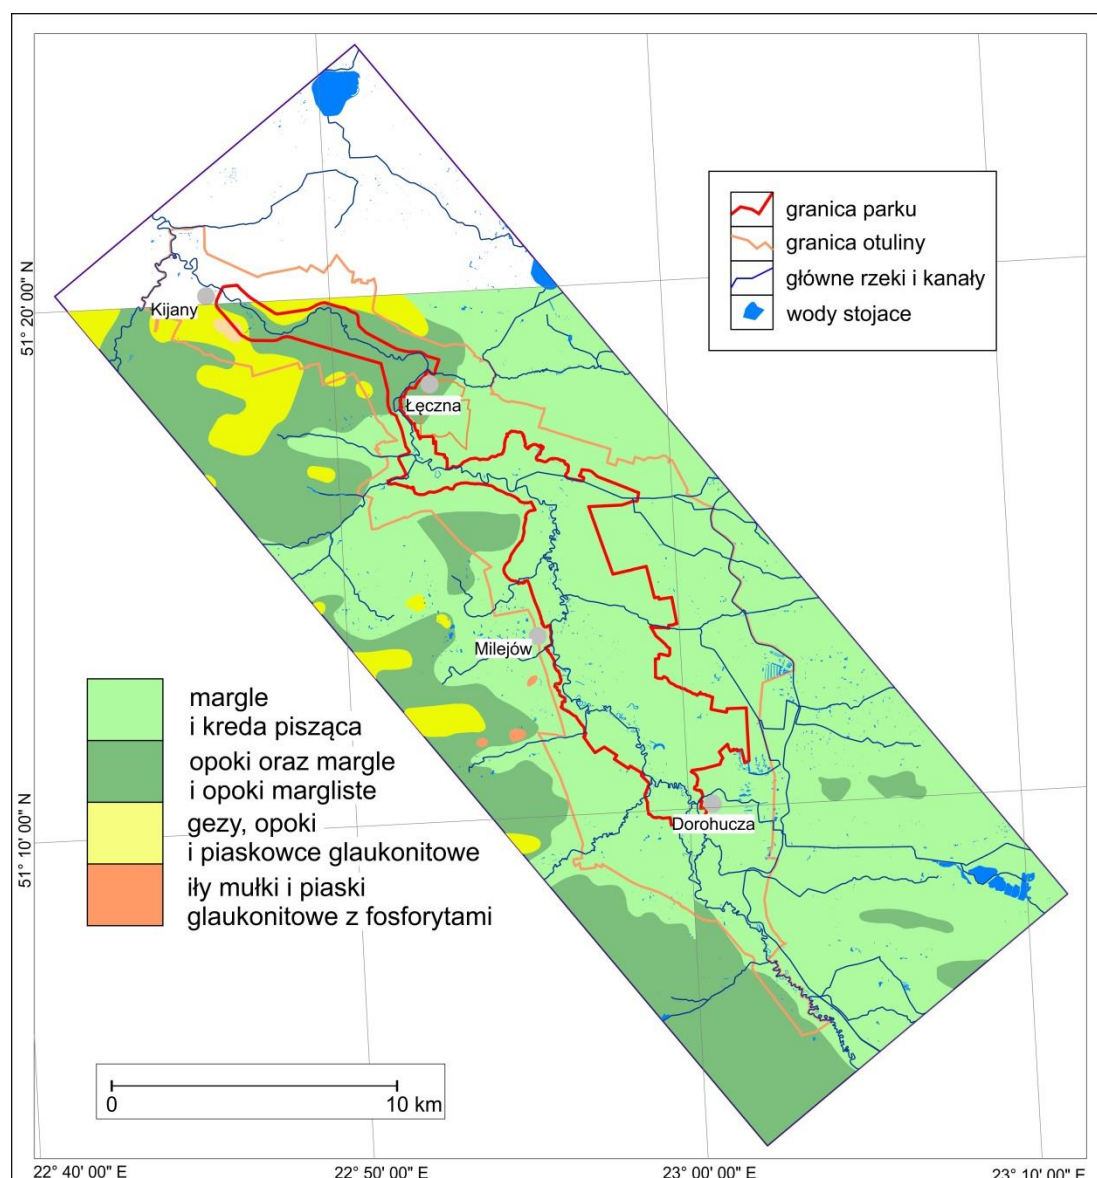 granica parku
granica otuliny
główne rzeki i kanały
wody stojace
51° 20' 00" N
Kijany
Łęczna
Milejów
margle
i kreda pisząca
opoki oraz margle
i opoki margliste
gezy, opoki
i piaskowce glaukonitowe
iły mułki i piaski
glaukonitowe z fosforytami
51° 10' 00" N
Dorohucza
0 10 km
22° 40' 00" E 22° 50' 00" E 23° 00' 00" E 23° 10' 00" E